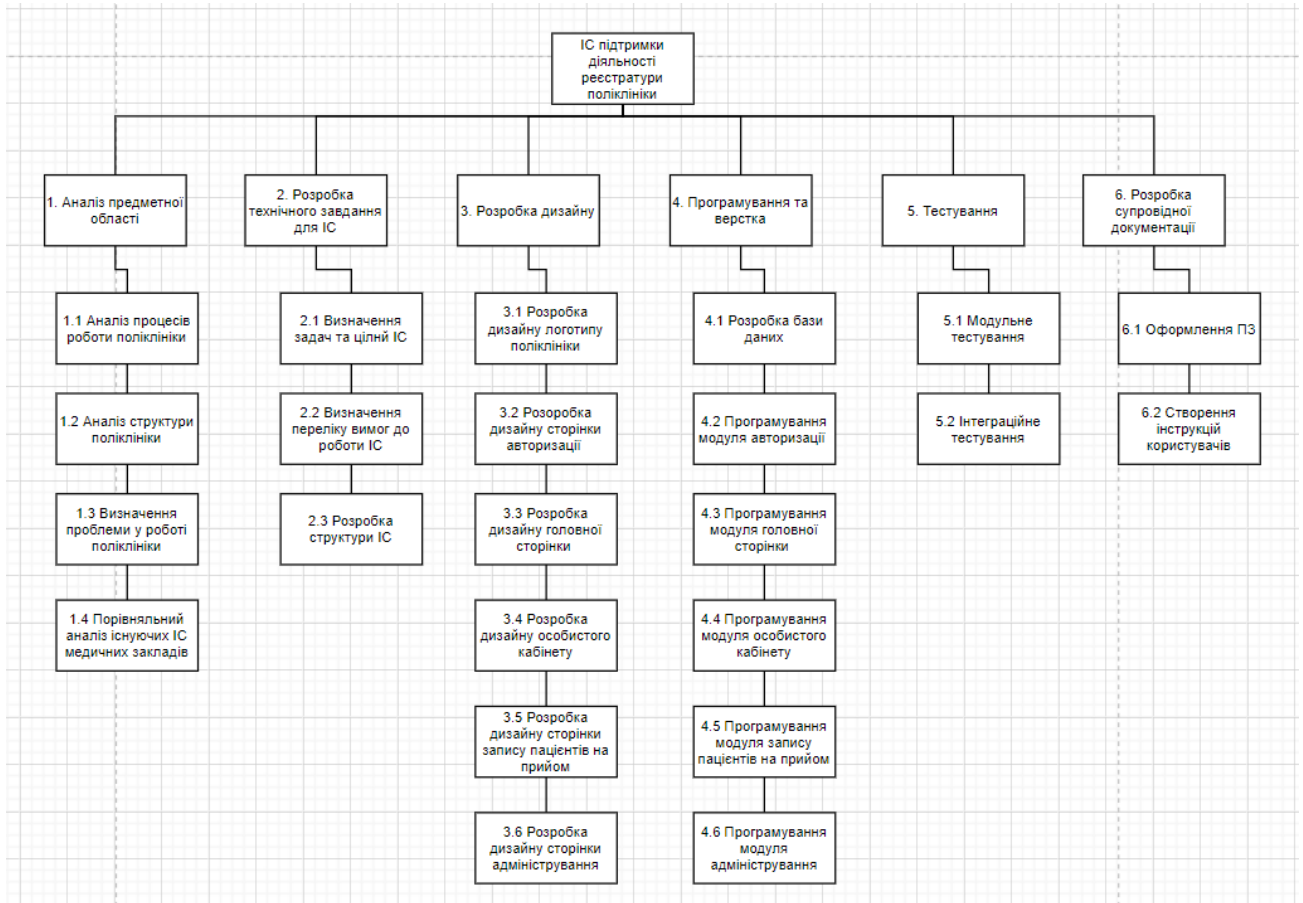 ІС підтримки
діяльності
реєстратури
поліклініки
1. Аналіз предметної
області
2. Розробка
технічного завдання
для ІС
3. Розробка дизайну
4. Програмування та
верстка
5. Тестування
6. Розробка
супровідної
документації
1.1 Аналіз процесів
роботи поліклініки
1.2 Аналіз структури
поліклініки
1.3 Визначення
проблеми у роботі
поліклініки
1.4 Порівняльний
аналіз існуючих ІС
медичних закладів
2.1 Визначення
задач та цілнй ІС
2.2 Визначення
переліку вимог до
роботи ІС
2.3 Розробка
структури ІС
3.1 Розробка
дизайну логотипу
поліклініки
3.2 Розоробка
дизайну сторінки
авторизації
3.3 Розробка
дизайну головної
сторінки
3.4 Розробка
дизайну особистого
кабінету
3.5 Розробка
дизайну сторінки
запису пацієнтів на
прийом
3.6 Розробка
дизайну сторінки
адміністрування
4.1 Розробка бази
даних
4.2 Програмування
модуля авторизації
4.3 Програмування
модуля головної
сторінки
4.4 Програмування
модуля особистого
кабінету
4.5 Програмування
модуля запису
пацієнтів на прийом
4.6 Програмування
модуля
адміністрування
5.1 Модульне
тестування
5.2 Інтеграційне
тестування
6.1 Оформлення ПЗ
6.2 Створення
інструкцій
користувачів